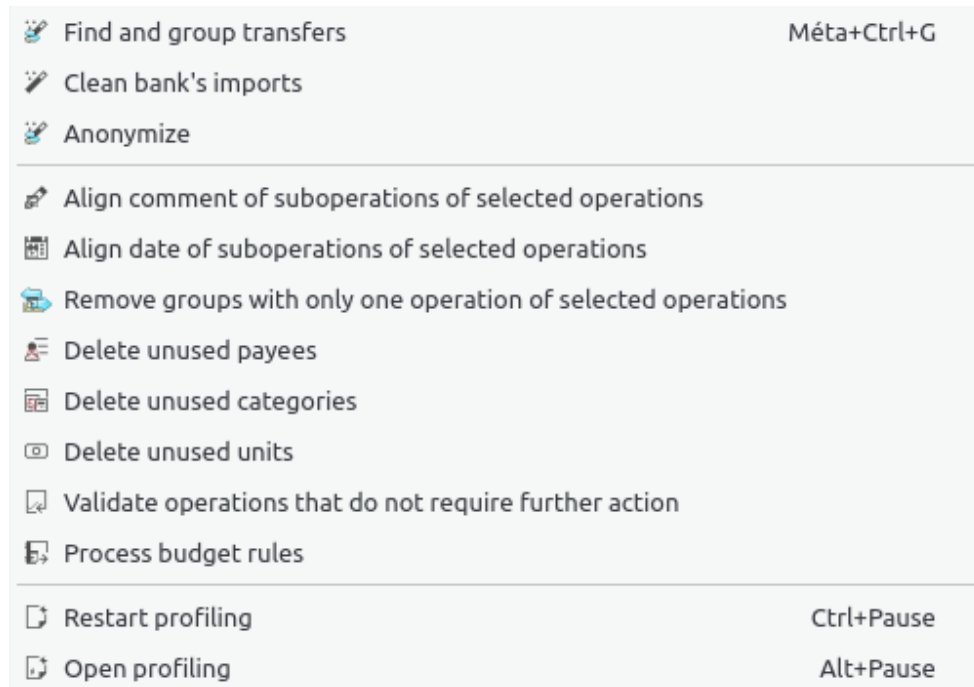 Find and group transfers Méta+Ctrl+G
Clean bank's imports
Anonymize
Align comment of suboperations of selected operations
Align date of suboperations of selected operations
Remove groups with only one operation of selected operations
Delete unused payees
Delete unused categories
Delete unused units
Validate operations that do not require further action
Process budget rules
Restart profiling Ctrl+Pause
Open profiling Alt+Pause